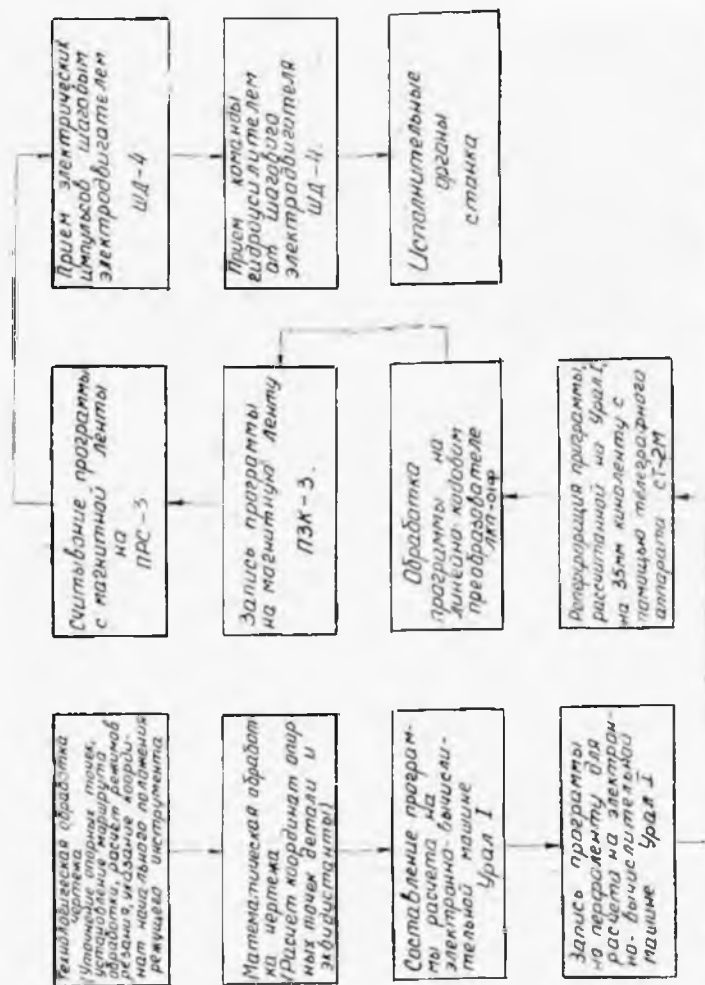 Технологическая обработка
чертежа
(Уточнение опорных точек,
установление маршрута
обработки, расчет режимов
резания, указание коорди-
нат начального положения
режущего инструмента
Математическая обработ
ка чертежа
(Расчет координат опор
ных точек детали и
эквидистанты)
Составление програм-
мы расчета на
электронно-вычисли-
тельной машине
Урал I
Запись программы
на перфоленту для
расчета на электрон-
но-вычислительной
машине Урал I
Реперфорация программы,
рассчитанной на Урал I,
на 35мм киноленту с
помощью телеграфного
аппарата СТ-2М
Обработка
программы на
линейно-кодовом
преобразователе
Запись программы
на магнитную ленту
ПЗК-3.
Считывание программы
с магнитной ленты
на
ПРС-3
Прием электрических
импульсов шаговым
электродвигателем
ШД-4
Прием команды
гидроусилителем
от шагового
электродвигителя
ШД-4.
Исполнительные
органы
станка